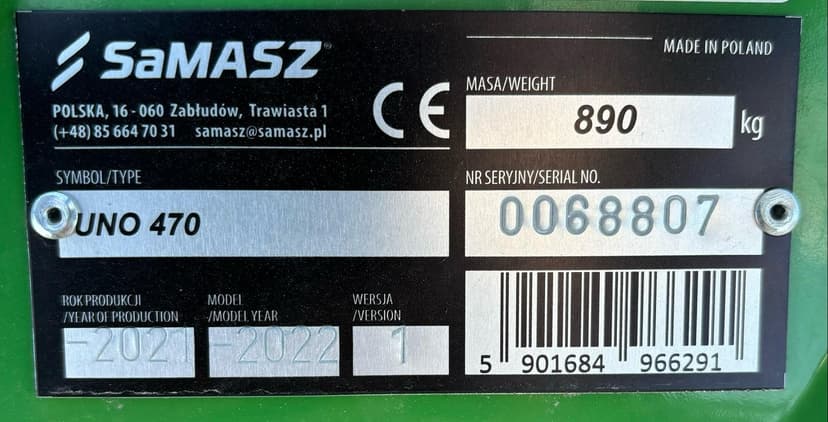 SaMASZ
MADE IN POLAND
POLSKA, 16 - 060 Zabłudów, Trawiasta 1
(+48) 85 664 70 31 samasz@samasz.pl
CE
MASA/WEIGHT
890 kg
SYMBOL/TYPE
UNO 470
NR SERYJNY/SERIAL NO.
0068807
ROK PRODUKCJI
/YEAR OF PRODUCTION
-2021-
MODEL
/MODEL YEAR
-2022-
WERSJA
/VERSION
1
5 901684 966291